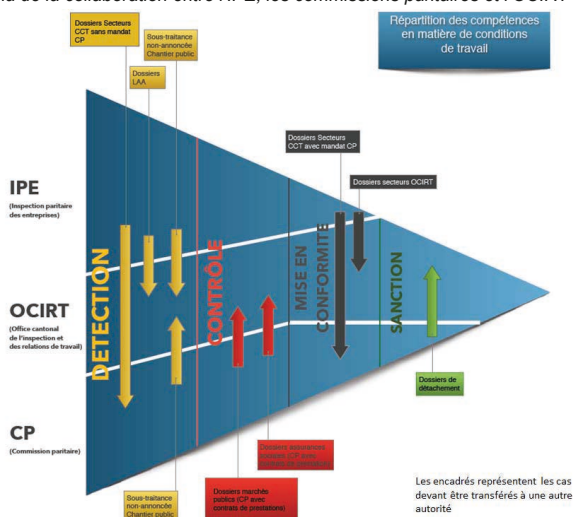 de la collaboration entre l'IPE, les commissions paritaires et l'OCIRT
Répartition des compétences
en matière de conditions
de travail
Dossiers Secteurs
CCT sans mandat
CP
Sous-traitance
non-annoncée
Chantier public
Dossiers
LAA
Dossiers Secteurs
CCT avec mandat CP
Dossiers secteurs OCIRT
IPE
(Inspection paritaire
des entreprises)
OCIRT
(Office cantonal
de l'inspection et
des relations de travail)
CP
(Commission paritaire)
DETECTION
CONTRÔLE
MISE EN
CONFORMITE
SANCTION
Dossiers de
détachement
Dossiers
Sous-traitance
non-annoncée
Chantier public
Dossiers marchés
publics (CP avec
contrats de prestations)
Les encadrés représentent les cas
devant être transférés à une autre
autorité